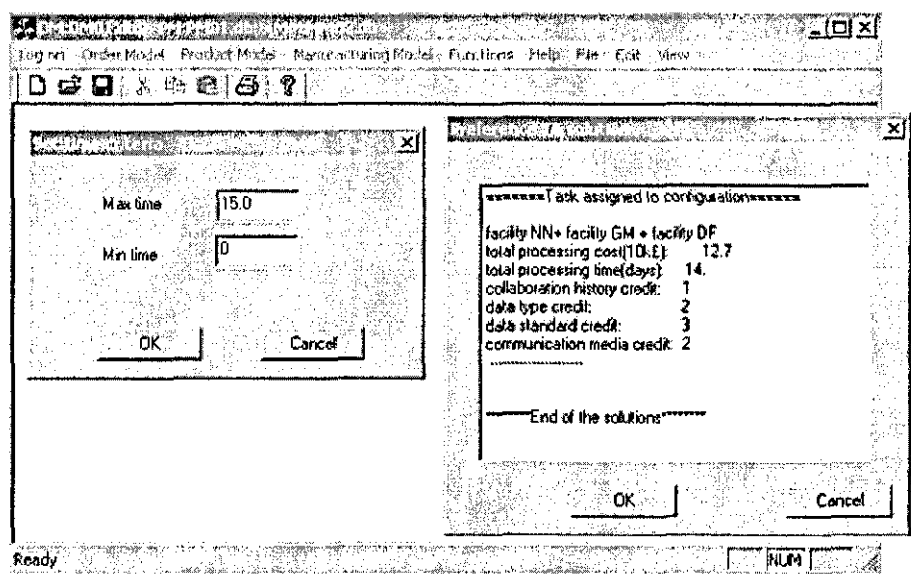 Log on Order Model Product Model Manufacturing Model Functions Help File Edit View
Max time 15.0
Min time 0
OK Cancel
*******Task assigned to configuration*******
facility NN+ facility GM + facility DF
total processing cost(10k£): 12.7
total processing time(days): 14.
collaboration history credit: 1
data type credit: 2
data standard credit: 3
communication media credit: 2
--------------------
*******End of the solutions*******
OK Cancel
Ready NUM